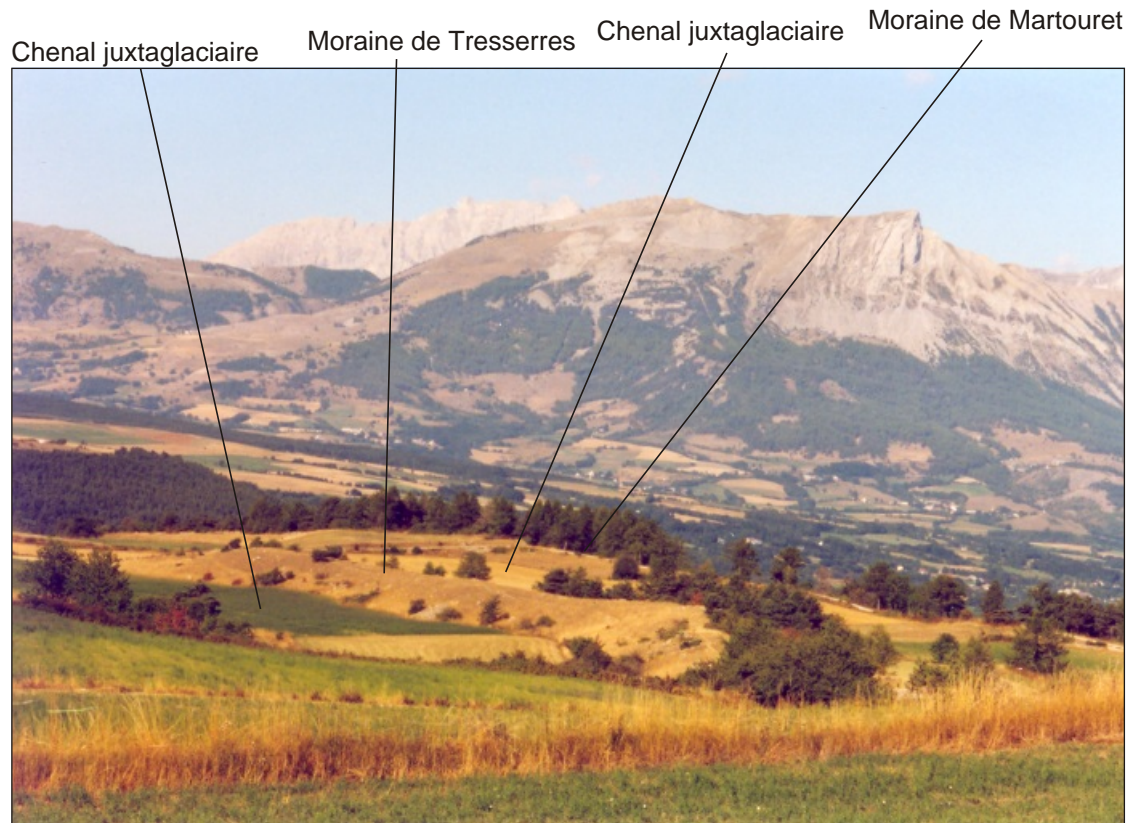 Chenal juxtaglaciaire
Moraine de Tresserres
Chenal juxtaglaciaire
Moraine de Martouret